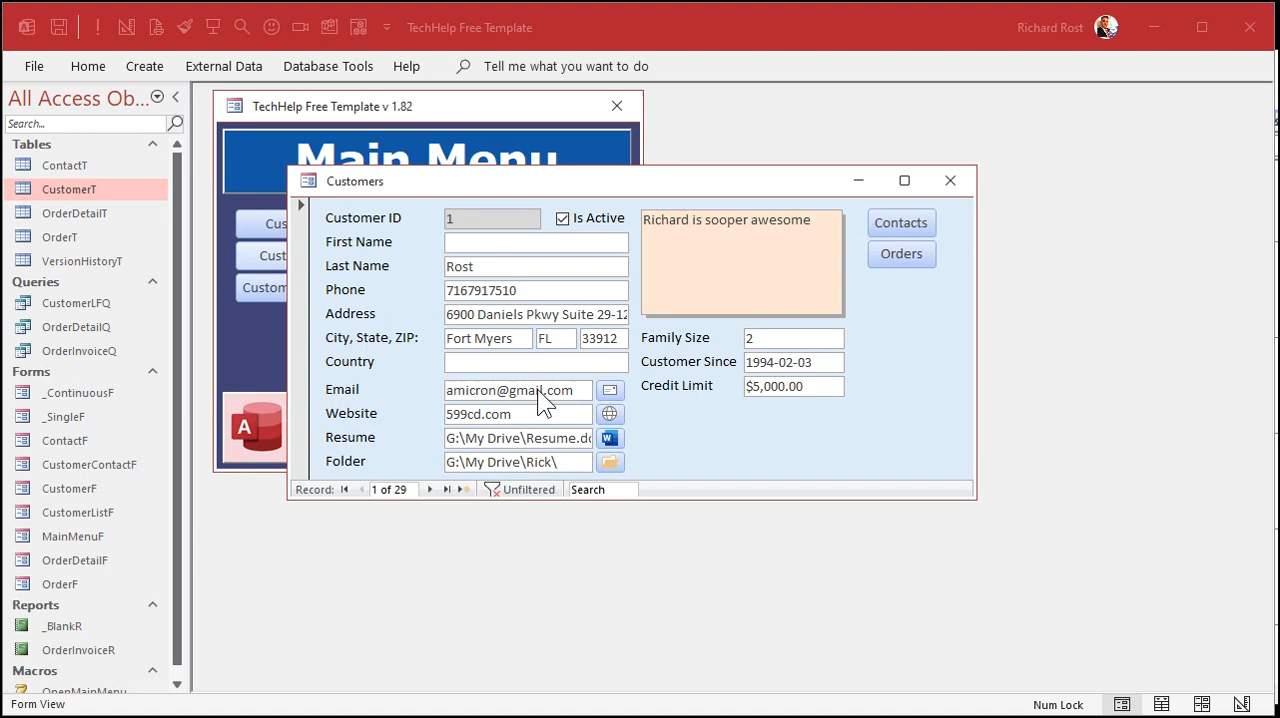 TechHelp Free Template
Richard Rost
File Home Create External Data Database Tools Help Tell me what you want to do
All Access Ob...
Search...
Tables
ContactT
CustomerT
OrderDetailT
OrderT
VersionHistoryT
Queries
CustomerLFQ
OrderDetailQ
OrderInvoiceQ
Forms
_ContinuousF
_SingleF
ContactF
CustomerContactF
CustomerF
CustomerListF
MainMenuF
OrderDetailF
OrderF
Reports
_BlankR
OrderInvoiceR
Macros
OpenMainMenu
TechHelp Free Template v 1.82
Main Menu
Cus
Cust
Custom
A
Customers
Customer ID 1 Is Active
First Name
Last Name Rost
Phone 7167917510
Address 6900 Daniels Pkwy Suite 29-12
City, State, ZIP: Fort Myers FL 33912
Country
Email amicron@gmail.com
Website 599cd.com
Resume G:\My Drive\Resume.do
Folder G:\My Drive\Rick\
Richard is sooper awesome
Family Size 2
Customer Since 1994-02-03
Credit Limit $5,000.00
Contacts
Orders
Record: 1 of 29 Unfiltered Search
Form View
Num Lock